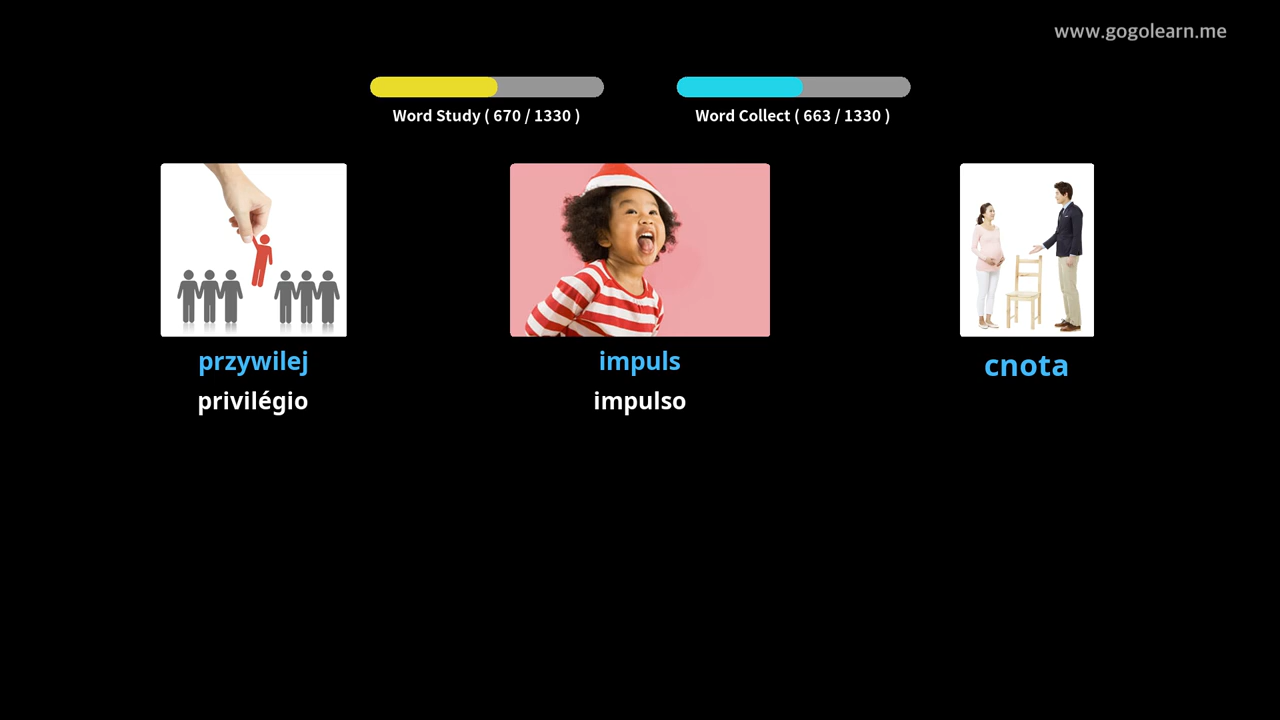 www.gogolearn.me
Word Study ( 670 / 1330 )
Word Collect ( 663 / 1330 )
przywilej
privilégio
impuls
impulso
cnota